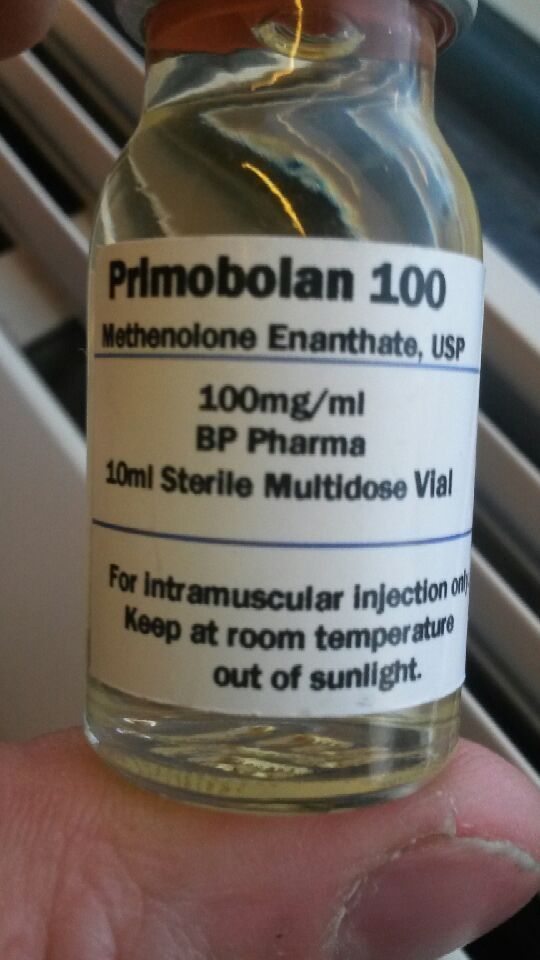 Primobolan 100
Methenolone Enanthate, USP
100mg/ml
BP Pharma
10ml Sterile Multidose Vial
For intramuscular injection only
Keep at room temperature
out of sunlight.